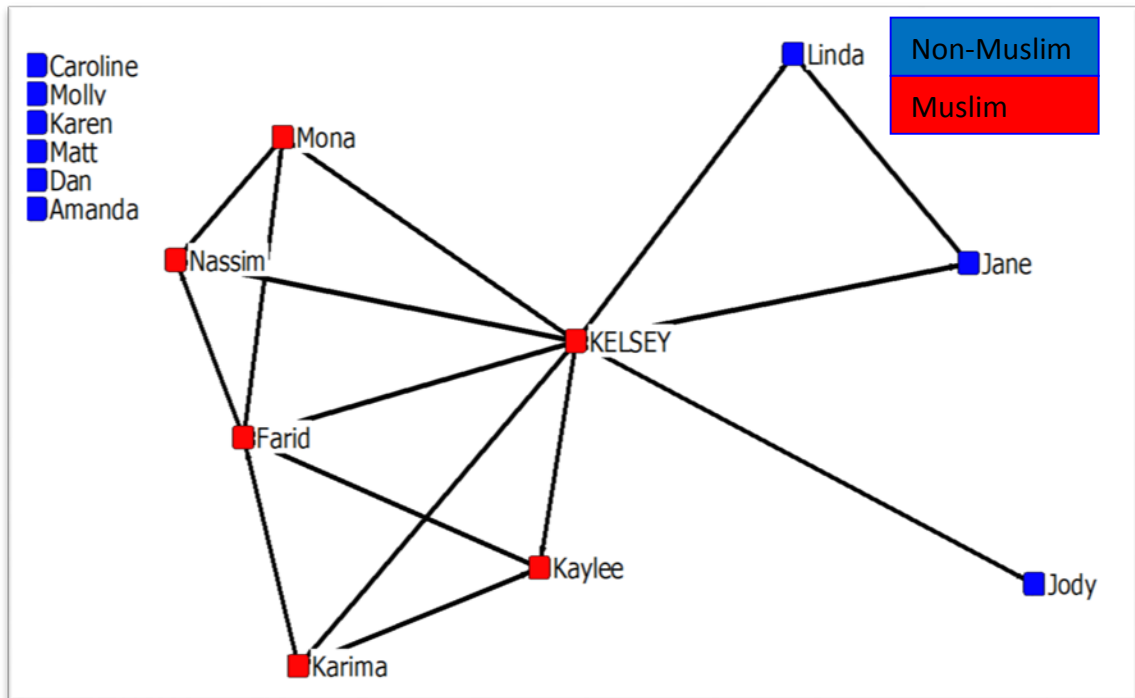 Caroline
Molly
Karen
Matt
Dan
Amanda
Linda
Non-Muslim
Muslim
Mona
Nassim
Jane
KELSEY
Farid
Kaylee
Jody
Karima